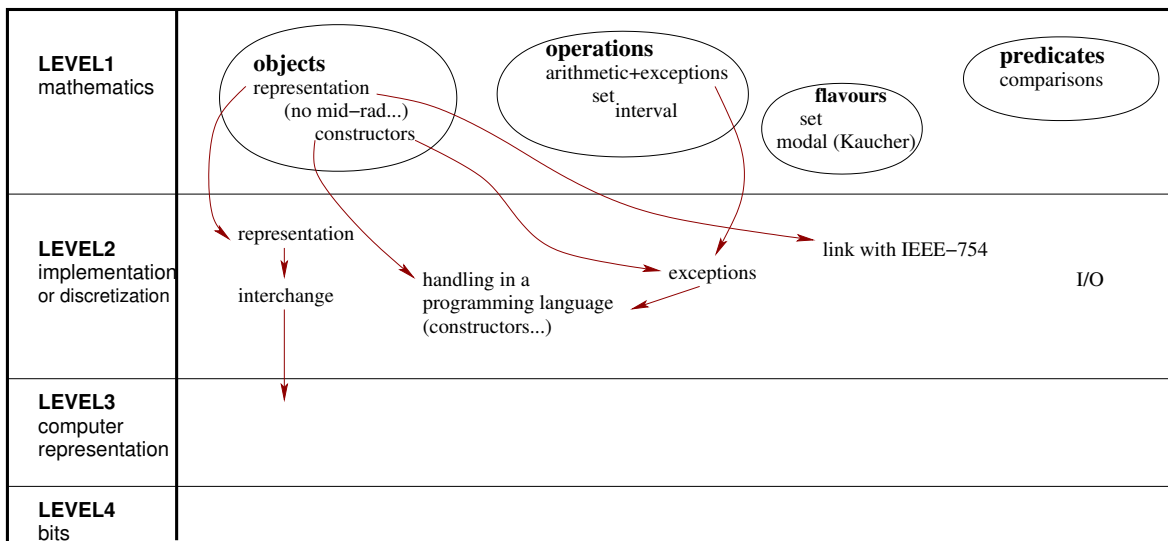 LEVEL1
mathematics
objects
representation
(no mid−rad...)
constructors
operations
arithmetic+exceptions
set
interval
flavours
set
modal (Kaucher)
predicates
comparisons
LEVEL2
implementation
or discretization
representation
interchange
handling in a
programming language
(constructors...)
exceptions
link with IEEE−754
I/O
LEVEL3
computer
representation
LEVEL4
bits